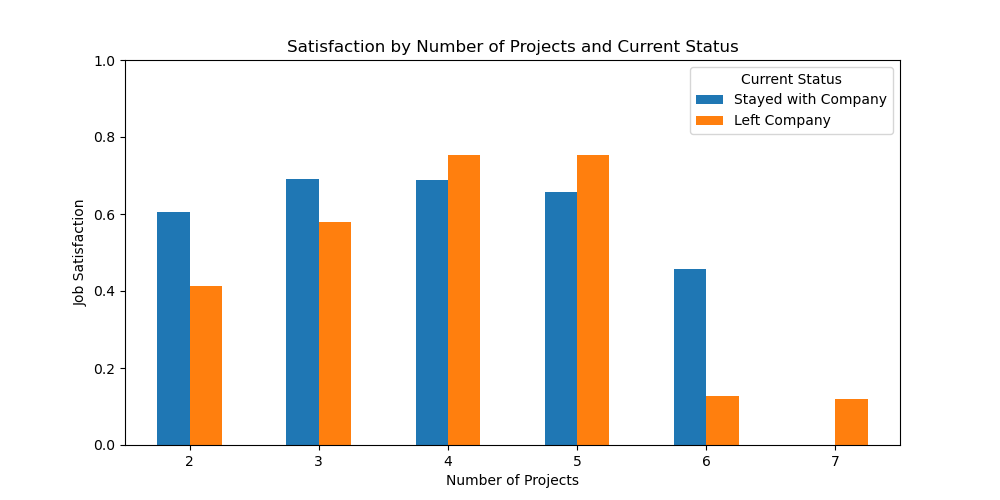 Satisfaction by Number of Projects and Current Status
1.0
0.8
0.6
0.4
0.2
0.0
Job Satisfaction
Current Status
Stayed with Company
Left Company
2 3 4 5 6 7
Number of Projects